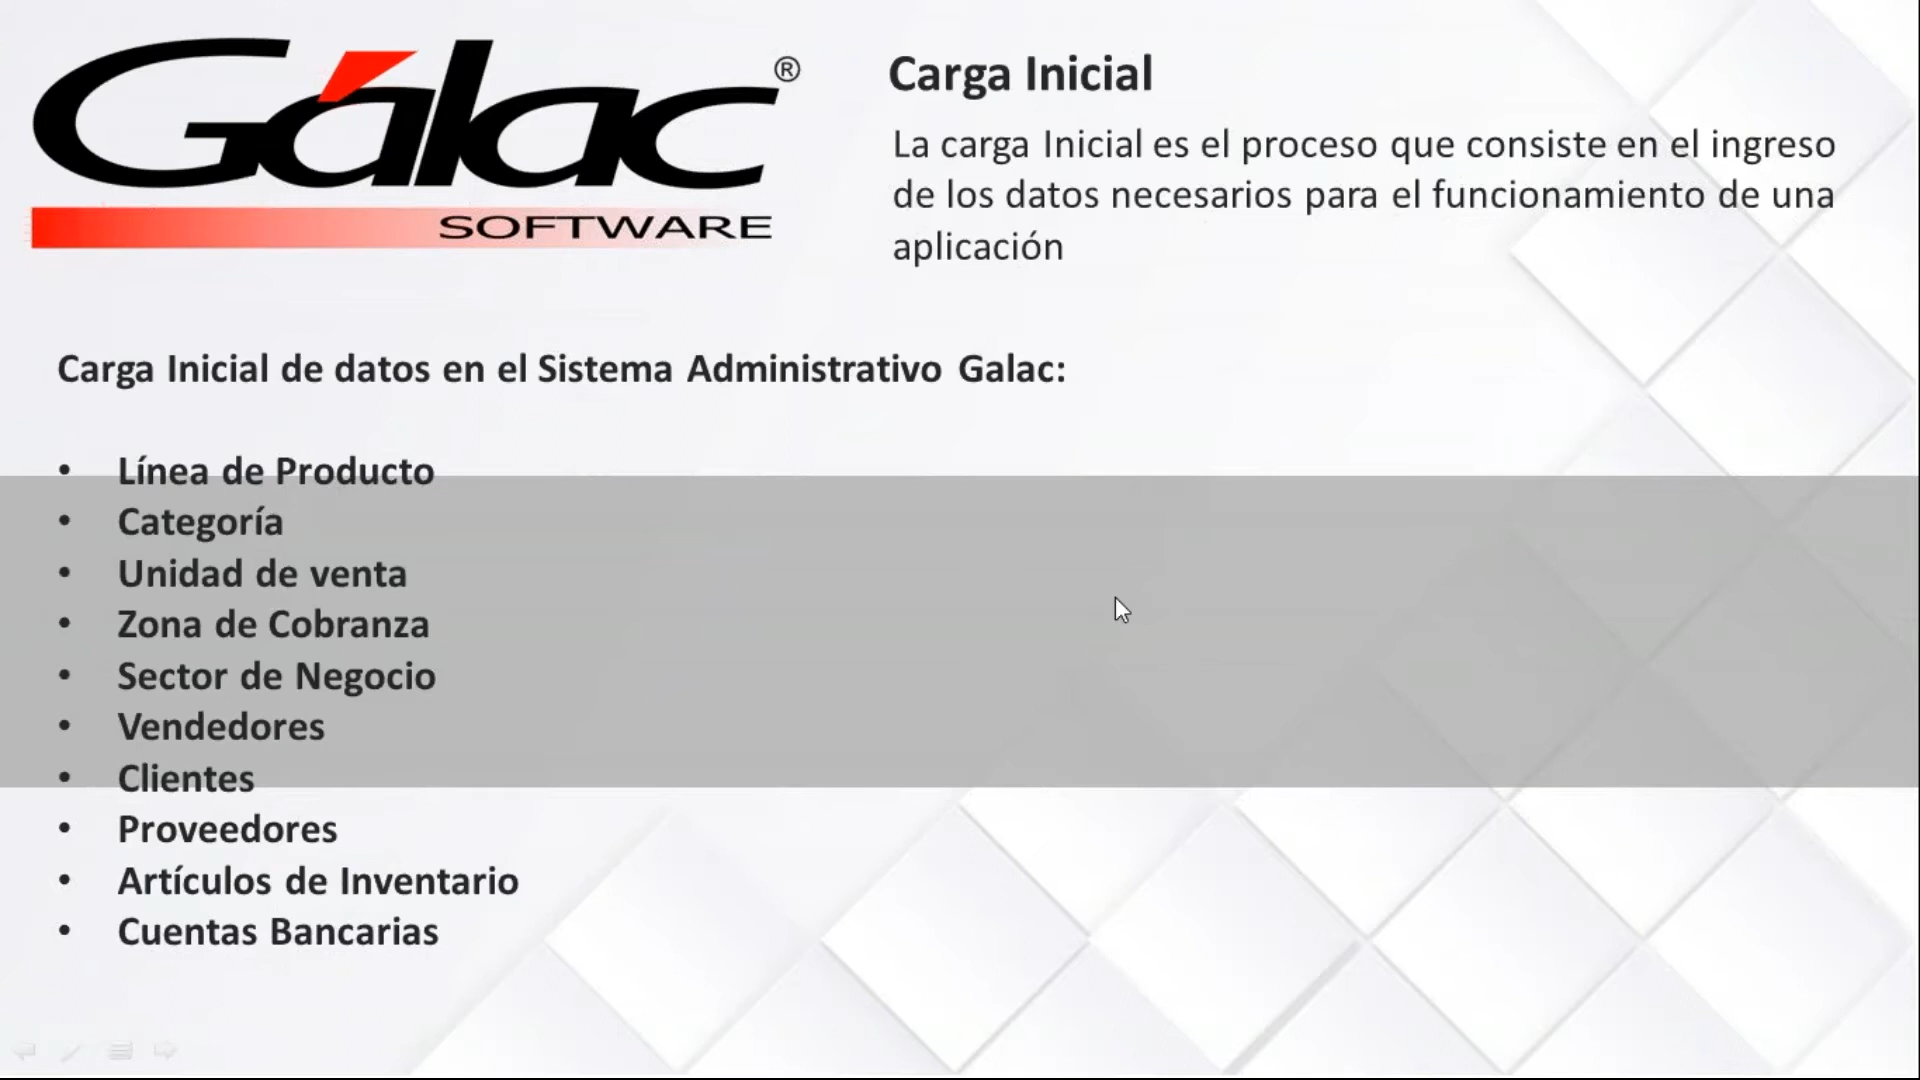 Gálac ®
SOFTWARE
Carga Inicial
La carga Inicial es el proceso que consiste en el ingreso
de los datos necesarios para el funcionamiento de una
aplicación
Carga Inicial de datos en el Sistema Administrativo Galac:
• Línea de Producto
• Categoría
• Unidad de venta
• Zona de Cobranza
• Sector de Negocio
• Vendedores
• Clientes
• Proveedores
• Artículos de Inventario
• Cuentas Bancarias